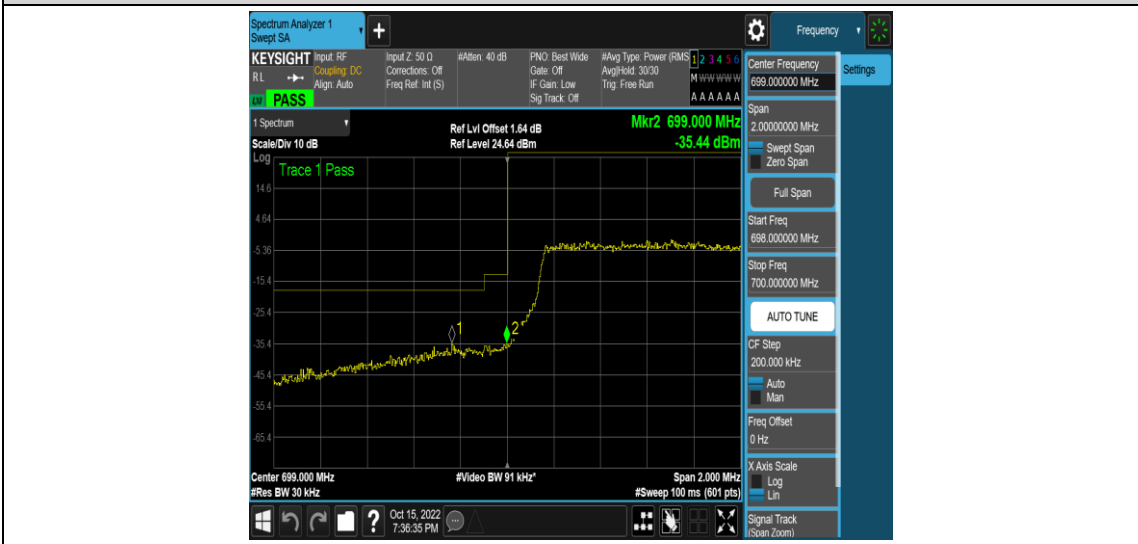 Spectrum Analyzer 1
Swept SA
+
Frequency
KEYSIGHT
RL
PASS
Input: RF
Coupling: DC
Align: Auto
Input Z: 50 Ω
Corrections: Off
Freq Ref: Int (S)
#Atten: 40 dB
PNO: Best Wide
Gate: Off
IF Gain: Low
Sig Track: Off
#Avg Type: Power (RMS
Avg|Hold: 30/30
Trig: Free Run
1 2 3 4 5 6
M W W W W W
A A A A A A
Center Frequency
699.000000 MHz
Settings
Span
2.00000000 MHz
Swept Span
Zero Span
Full Span
Start Freq
698.000000 MHz
Stop Freq
700.000000 MHz
AUTO TUNE
CF Step
200.000 kHz
Auto
Man
Freq Offset
0 Hz
X Axis Scale
Log
Lin
Signal Track
(Span Zoom)
1 Spectrum
Scale/Div 10 dB
Ref Lvl Offset 1.64 dB
Ref Level 24.64 dBm
Mkr2 699.000 MHz
-35.44 dBm
Log
Trace 1 Pass
14.6
4.64
-5.36
-15.4
-25.4
-35.4
-45.4
-55.4
-65.4
1
2
Center 699.000 MHz
#Res BW 30 kHz
#Video BW 91 kHz*
Span 2.000 MHz
#Sweep 100 ms (601 pts)
?
Oct 15, 2022
7:36:35 PM